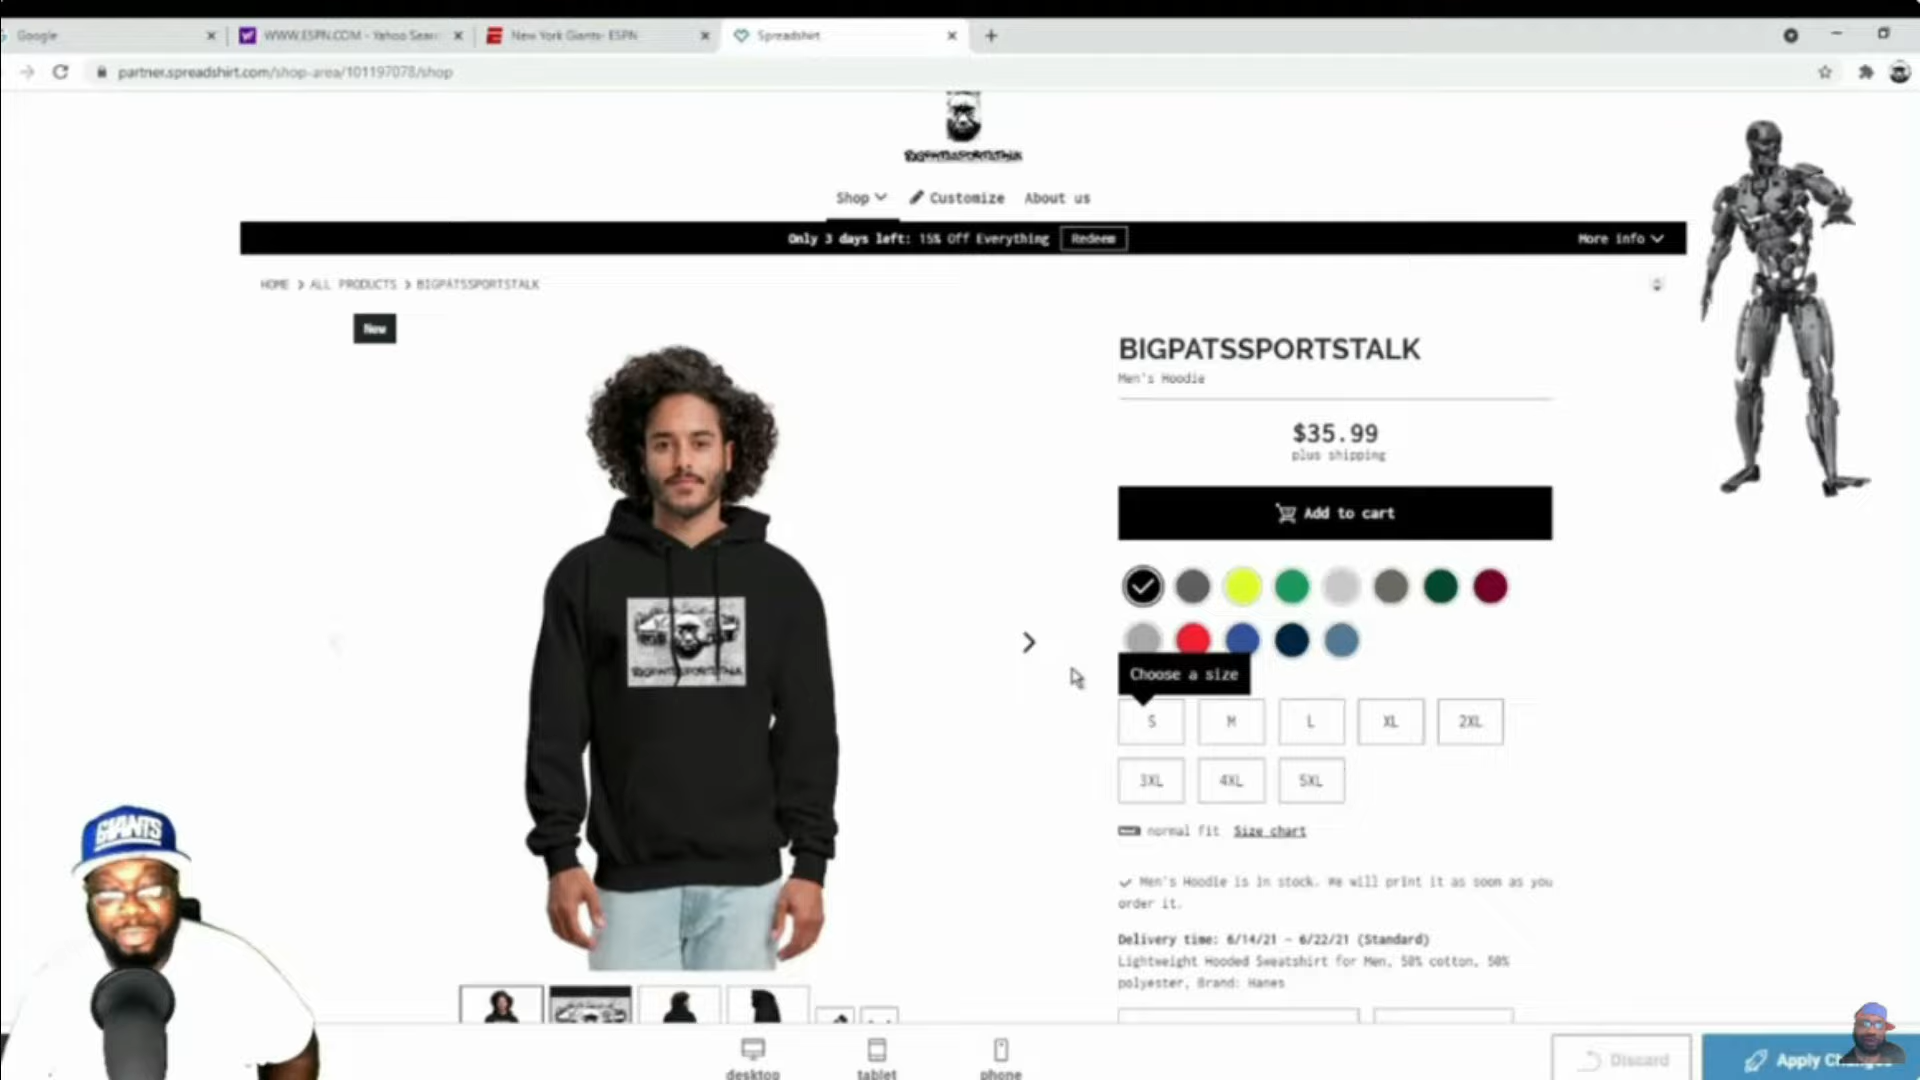 Google
WWW.ESPN.COM - Yahoo Sear
New York Giants- ESPN
Spreadshirt
partner.spreadshirt.com/shop-area/101197078/shop
BIGPATSSPORTSTALK
Shop
Customize
About us
Only 3 days left: 15% Off Everything
Redeem
More info
HOME > ALL PRODUCTS > BIGPATSSPORTSTALK
New
BIGPATSSPORTSTALK
Men's Hoodie
$35.99
plus shipping
Add to cart
BIGPATSSPORTSTALK
Choose a size
S M L XL 2XL
3XL 4XL 5XL
normal fit Size chart
Men's Hoodie is in stock. We will print it as soon as you
order it.
Delivery time: 6/14/21 - 6/22/21 (Standard)
Lightweight Hooded Sweatshirt for Men, 50% cotton, 50%
polyester, Brand: Hanes
GIANTS
desktop
tablet
phone
Discard
Apply Changes